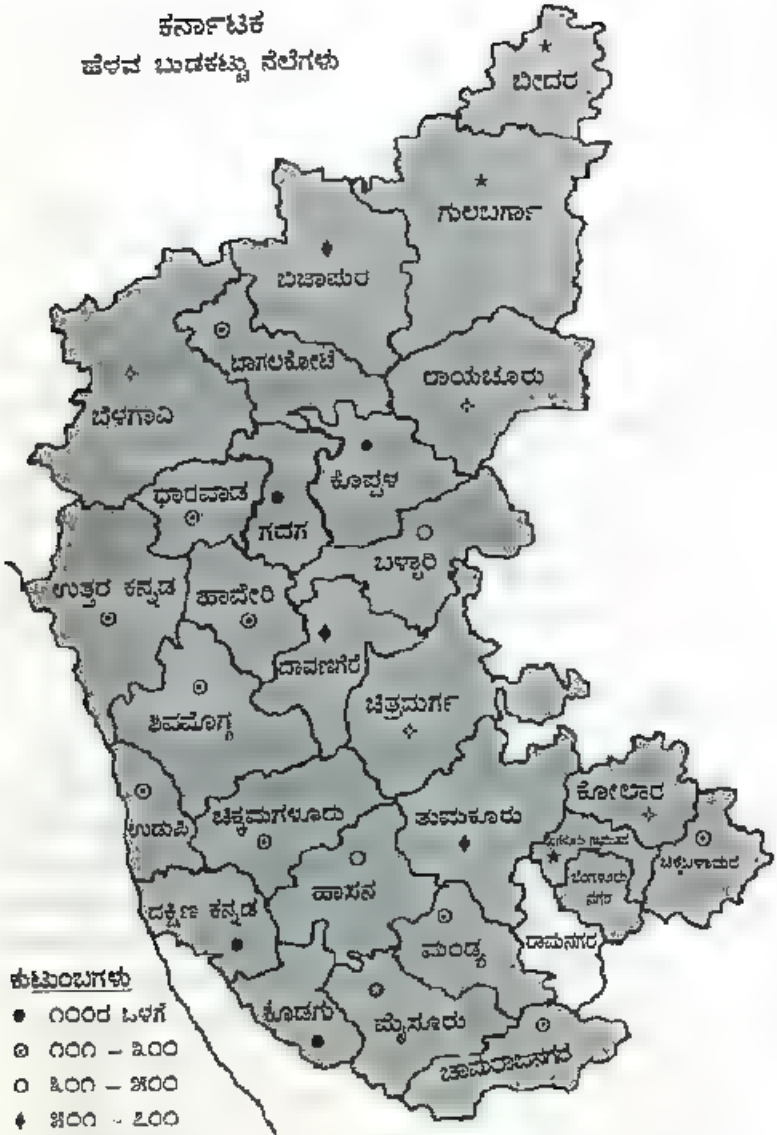 ಕರ್ನಾಟಕ
ಹೆಳವ ಬುಡಕಟ್ಟು ನೆಲೆಗಳು
ಬೀದರ
ಗುಲಬರ್ಗಾ
ಬಿಜಾಪುರ
ಬಾಗಲಕೋಟೆ
ರಾಯಚೂರು
ಬೆಳಗಾವಿ
ಕೊಪ್ಪಳ
ಧಾರವಾಡ
ಗದಗ
ಬಳ್ಳಾರಿ
ಉತ್ತರ ಕನ್ನಡ
ಹಾವೇರಿ
ದಾವಣಗೆರೆ
ಚಿತ್ರದುರ್ಗ
ಶಿವಮೊಗ್ಗ
ಕೋಲಾರ
ಉಡುಪಿ
ಚಿಕ್ಕಮಗಳೂರು
ತುಮಕೂರು
ಬೆಂಗಳೂರು
ನಗರ
ಚಿಕ್ಕಬಳ್ಳಾಪುರ
ಹಾಸನ
ದಕ್ಷಿಣ ಕನ್ನಡ
ಮಂಡ್ಯ
ರಾಮನಗರ
ಕೊಡಗು
ಮೈಸೂರು
ಚಾಮರಾಜನಗರ
ಕುಟುಂಬಗಳು
೧೦೦ರ ಒಳಗೆ
೧೦೧ - ೩೦೦
೩೦೧ - ೫೦೦
೫೦೧ - ೭೦೦